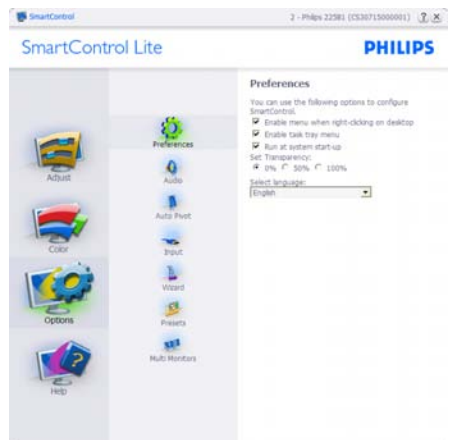 SmartControl
2 - Philips 225B1 (CS30715000001)
SmartControl Lite
PHILIPS
Adjust
Color
Options
Help
Preferences
Audio
Auto Pivot
Input
Wizard
Presets
Multi Monitors
Preferences
You can use the following options to configure
SmartControl.
Enable menu when right-clicking on desktop
Enable task tray menu
Run at system start-up
Set Transparency:
0% 50% 100%
Select language:
English